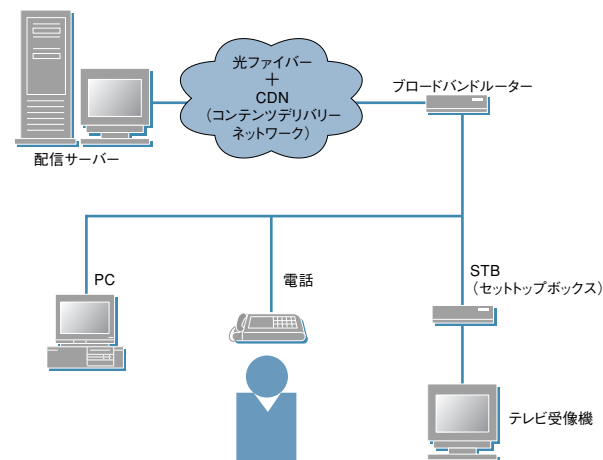 光ファイバー
＋
CDN
（コンテンツデリバリー
ネットワーク）
ブロードバンドルーター
配信サーバー
PC
電話
STB
（セットトップボックス）
テレビ受像機